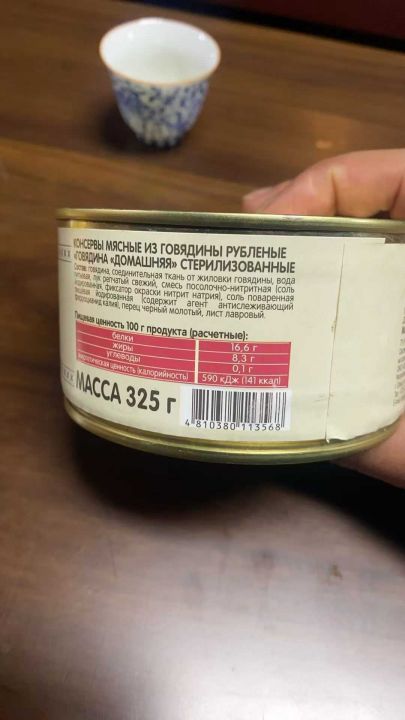 КОНСЕРВЫ МЯСНЫЕ ИЗ ГОВЯДИНЫ РУБЛЕНЫЕ
«ГОВЯДИНА «ДОМАШНЯЯ» СТЕРИЛИЗОВАННЫЕ
Состав: говядина, соединительная ткань от жиловки говядины, вода
питьевая, лук репчатый свежий, смесь посолочно-нитритная (соль
йодированная, фиксатор окраски нитрит натрия), соль поваренная
пищевая йодированная (содержит агент антислеживающий
ферроцианид калия), перец черный молотый, лист лавровый.
Пищевая ценность 100 г продукта (расчетные):
белки 16,6 г
жиры 8,3 г
углеводы 0,1 г
энергетическая ценность (калорийность) 590 кДж (141 ккал)
МАССА 325 г
4 810380 113568